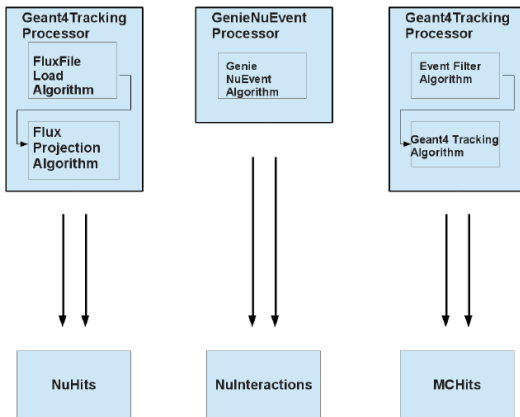 Geant4Tracking
Processor
FluxFile
Load
Algorithm
Flux
Projection
Algorithm
NuHits
GenieNuEvent
Processor
Genie
NuEvent
Algorithm
NuInteractions
Geant4Tracking
Processor
Event Filter
Algorithm
Geant4 Tracking
Algorithm
MCHits